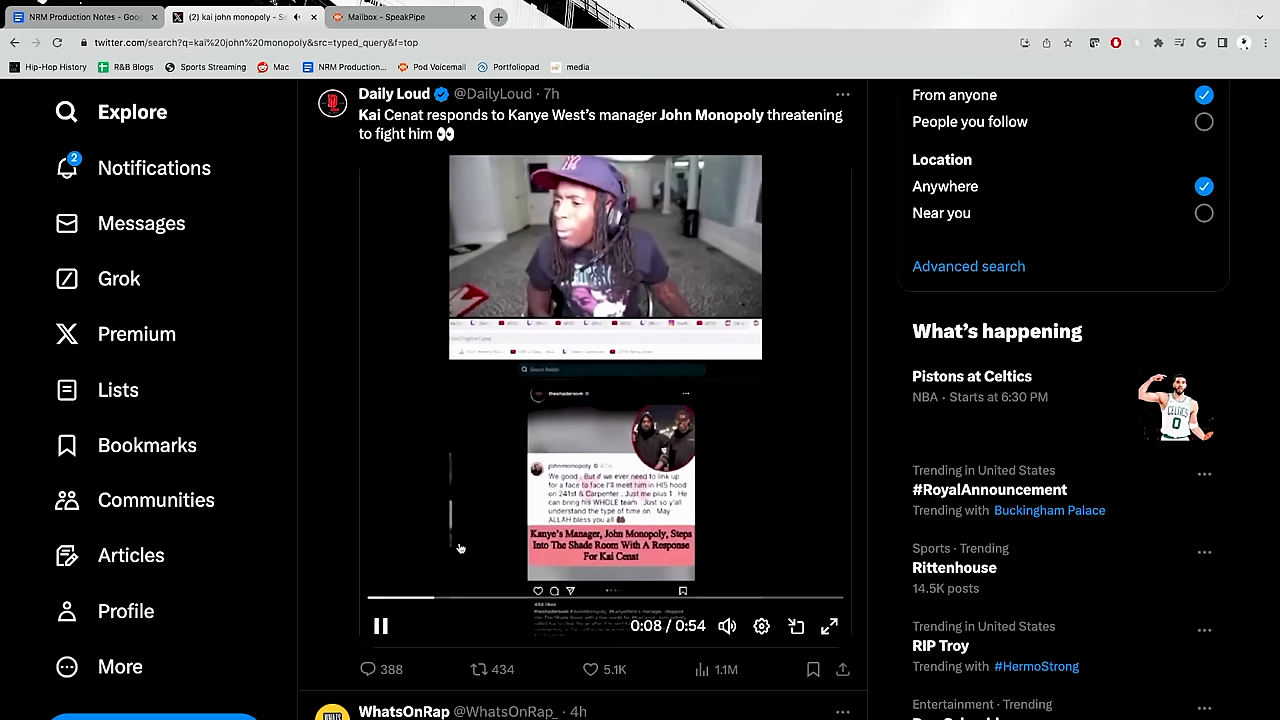 NRM Production Notes - Goo
(2) kai john monopoly - Se
Mailbox - SpeakPipe
twitter.com/search?q=kai%20john%20monopoly&src=typed_query&f=top
Hip-Hop History
R&B Blogs
Sports Streaming
Mac
NRM Production...
Pod Voicemail
Portfoliopad
media
Explore
2
Notifications
Messages
Grok
Premium
Lists
Bookmarks
Communities
Articles
Profile
More
Daily Loud @DailyLoud · 7h
Kai Cenat responds to Kanye West’s manager John Monopoly threatening
to fight him 👀
Search Reddit
theshaderoom
johnmonopoly
We good . But if we ever need to link up
for a face to face I'll meet him in HIS hood
on 241st & Carpenter . Just me plus 1 . He
can bring his WHOLE team . Just so y'all
understand the type of time on . May
ALLAH bless you all
Kanye's Manager, John Monopoly, Steps
Into The Shade Room With A Response
For Kai Cenat
0:08 / 0:54
388
434
5.1K
1.1M
WhatsOnRap @WhatsOnRap_ · 4h
From anyone
People you follow
Location
Anywhere
Near you
Advanced search
What’s happening
Pistons at Celtics
NBA · Starts at 6:30 PM
CELTICS
0
Trending in United States
#RoyalAnnouncement
Trending with Buckingham Palace
Sports · Trending
Rittenhouse
14.5K posts
Trending in United States
RIP Troy
Trending with #HermoStrong
Entertainment · Trending